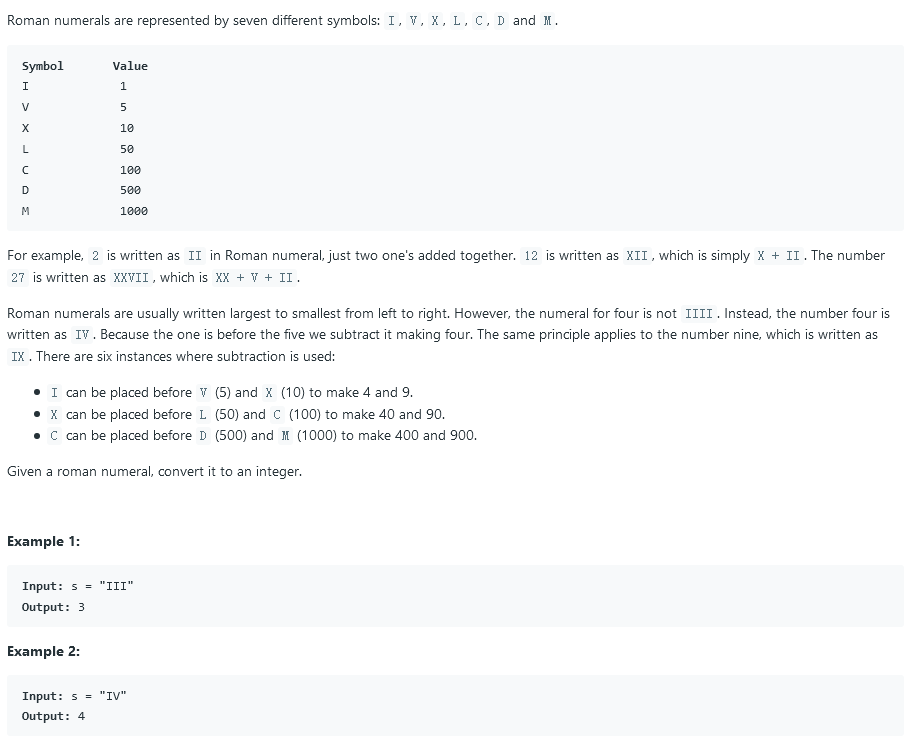 Roman numerals are represented by seven different symbols: I, V, X, L, C, D and M.
Symbol Value
I 1
V 5
X 10
L 50
C 100
D 500
M 1000
For example, 2 is written as II in Roman numeral, just two one's added together. 12 is written as XII, which is simply X + II. The number
27 is written as XXVII, which is XX + V + II.
Roman numerals are usually written largest to smallest from left to right. However, the numeral for four is not IIII. Instead, the number four is
written as IV. Because the one is before the five we subtract it making four. The same principle applies to the number nine, which is written as
IX. There are six instances where subtraction is used:
• I can be placed before V (5) and X (10) to make 4 and 9.
• X can be placed before L (50) and C (100) to make 40 and 90.
• C can be placed before D (500) and M (1000) to make 400 and 900.
Given a roman numeral, convert it to an integer.
Example 1:
Input: s = "III"
Output: 3
Example 2:
Input: s = "IV"
Output: 4